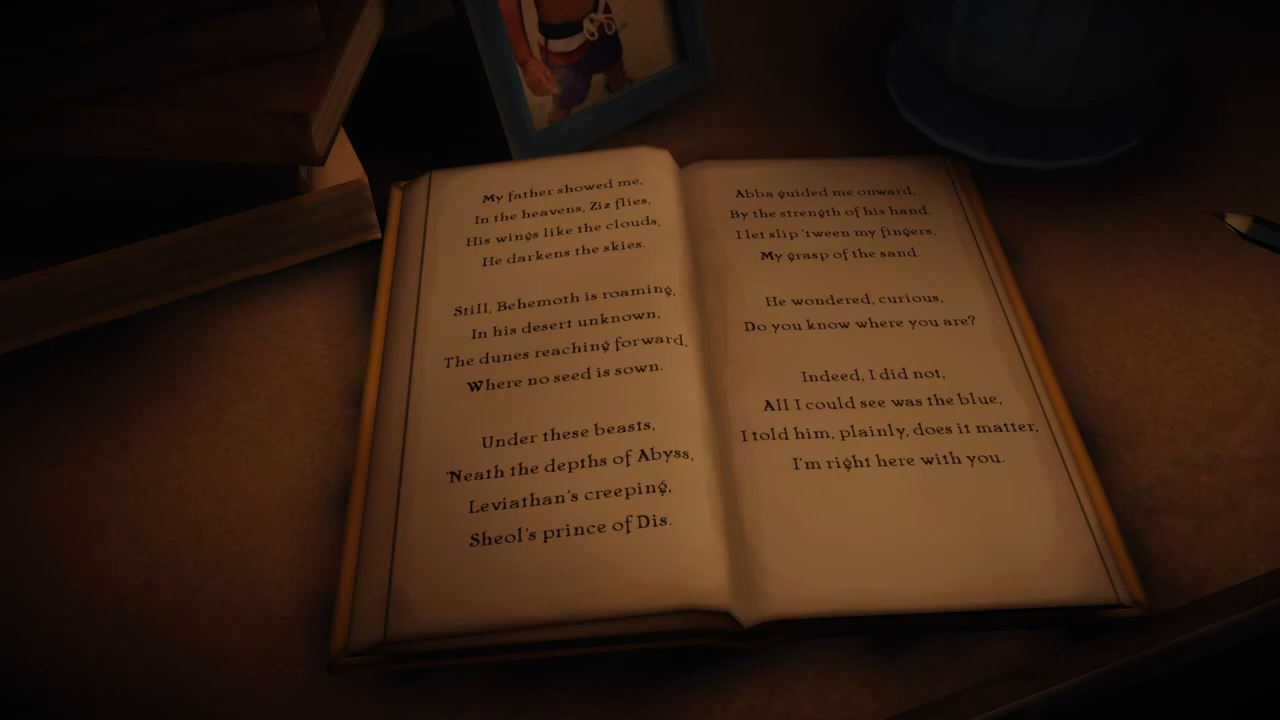 My father showed me,
In the heavens, Ziz flies,
His wings like the clouds,
He darkens the skies.
Still, Behemoth is roaming,
In his desert unknown,
The dunes reaching forward,
Where no seed is sown.
Under these beasts,
'Neath the depths of Abyss,
Leviathan's creeping,
Sheol's prince of Dis.
Abba guided me onward,
By the strength of his hand,
I let slip 'tween my fingers,
My grasp of the sand.
He wondered, curious,
Do you know where you are?
Indeed, I did not,
All I could see was the blue,
I told him, plainly, does it matter,
I'm right here with you.